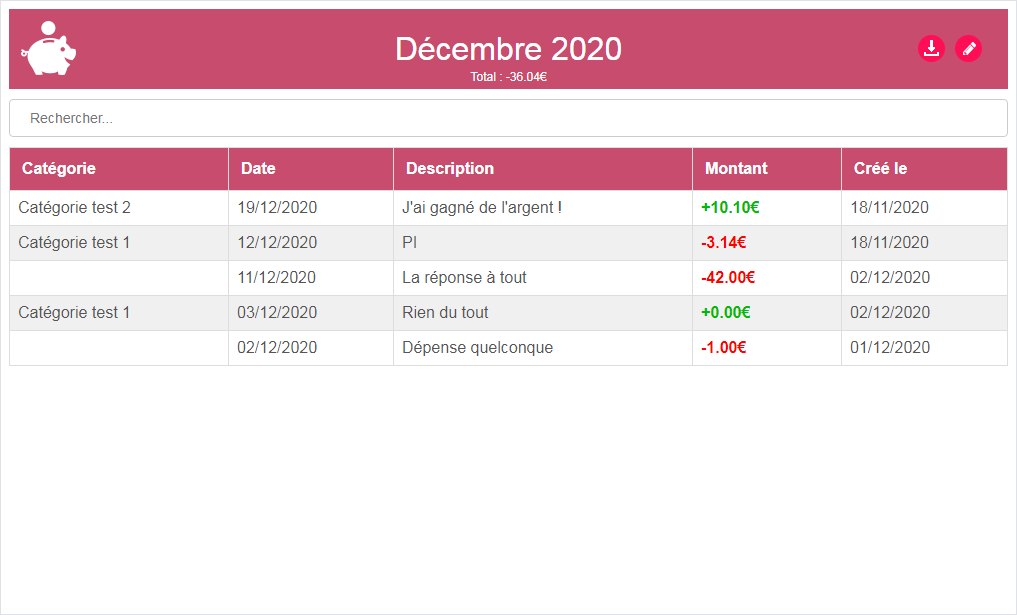 Décembre 2020
Total : -36.04€
Rechercher...
Catégorie Date Description Montant Créé le
Catégorie test 2 19/12/2020 J'ai gagné de l'argent ! +10.10€ 18/11/2020
Catégorie test 1 12/12/2020 PI -3.14€ 18/11/2020
11/12/2020 La réponse à tout -42.00€ 02/12/2020
Catégorie test 1 03/12/2020 Rien du tout +0.00€ 02/12/2020
02/12/2020 Dépense quelconque -1.00€ 01/12/2020